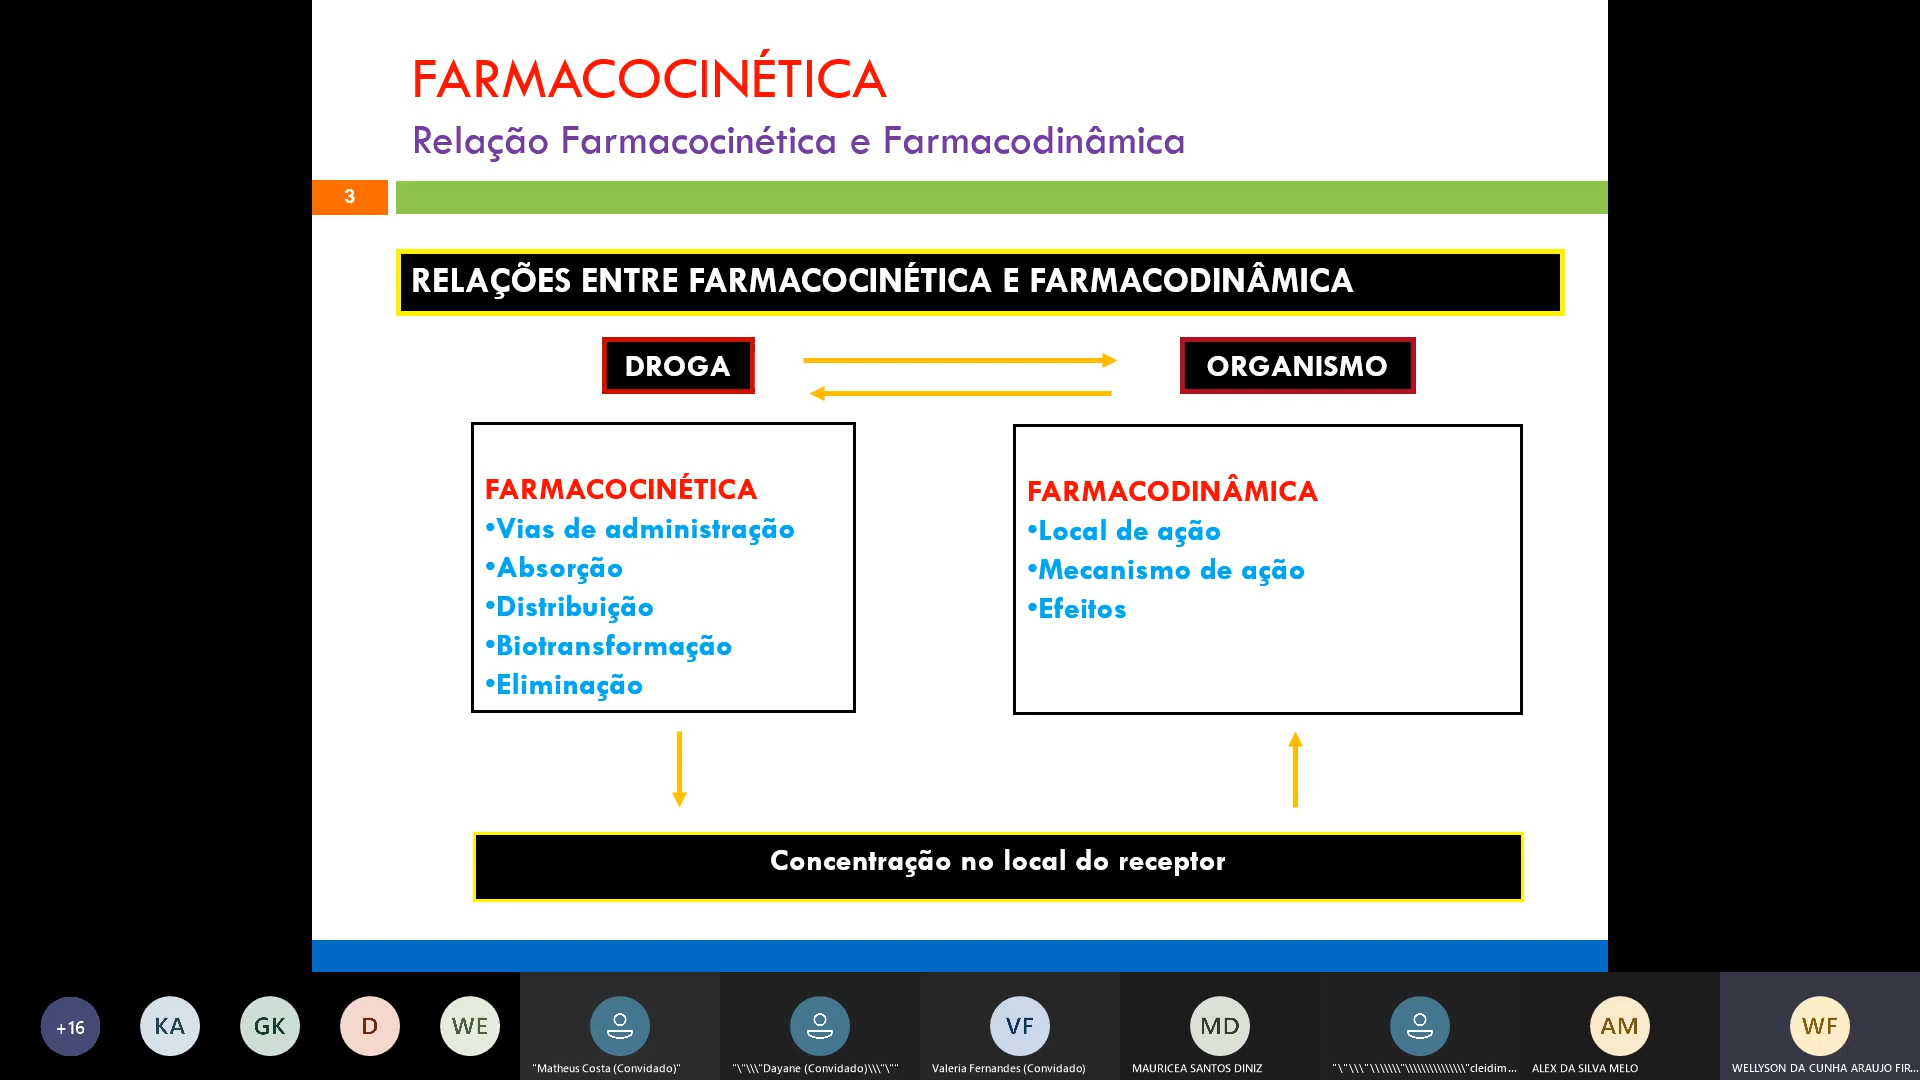 FARMACOCINÉTICA
Relação Farmacocinética e Farmacodinâmica
3
RELAÇÕES ENTRE FARMACOCINÉTICA E FARMACODINÂMICA
DROGA
ORGANISMO
FARMACOCINÉTICA
•Vias de administração
•Absorção
•Distribuição
•Biotransformação
•Eliminação
FARMACODINÂMICA
•Local de ação
•Mecanismo de ação
•Efeitos
Concentração no local do receptor
+16
KA
GK
D
WE
VF
MD
AM
WF
"Matheus Costa (Convidado)"
"\"\\\"Dayane (Convidado)\\\"\""
Valeria Fernandes (Convidado)
MAURICEA SANTOS DINIZ
"\"\\\"\\\\\\\"\\\\\\\\\\\\\\\"cleidim...
ALEX DA SILVA MELO
WELLYSON DA CUNHA ARAUJO FIR...